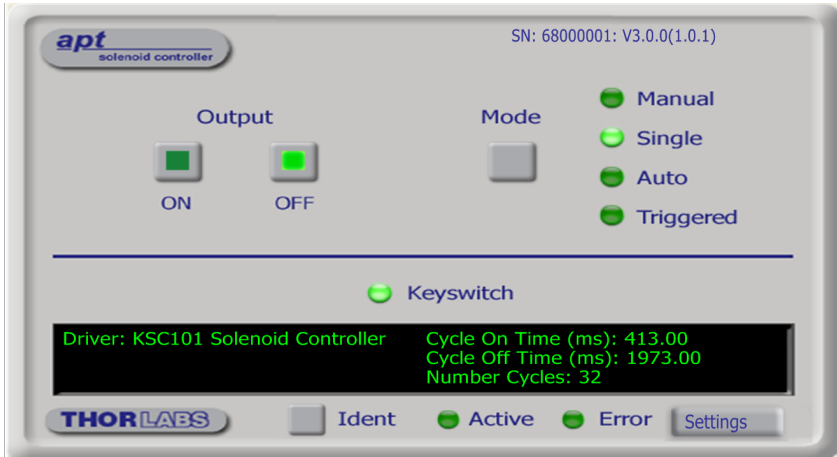 apt
solenoid controller
SN: 68000001: V3.0.0(1.0.1)
Output
ON
OFF
Mode
Manual
Single
Auto
Triggered
Keyswitch
Driver: KSC101 Solenoid Controller
Cycle On Time (ms): 413.00
Cycle Off Time (ms): 1973.00
Number Cycles: 32
THORLABS
Ident
Active
Error
Settings